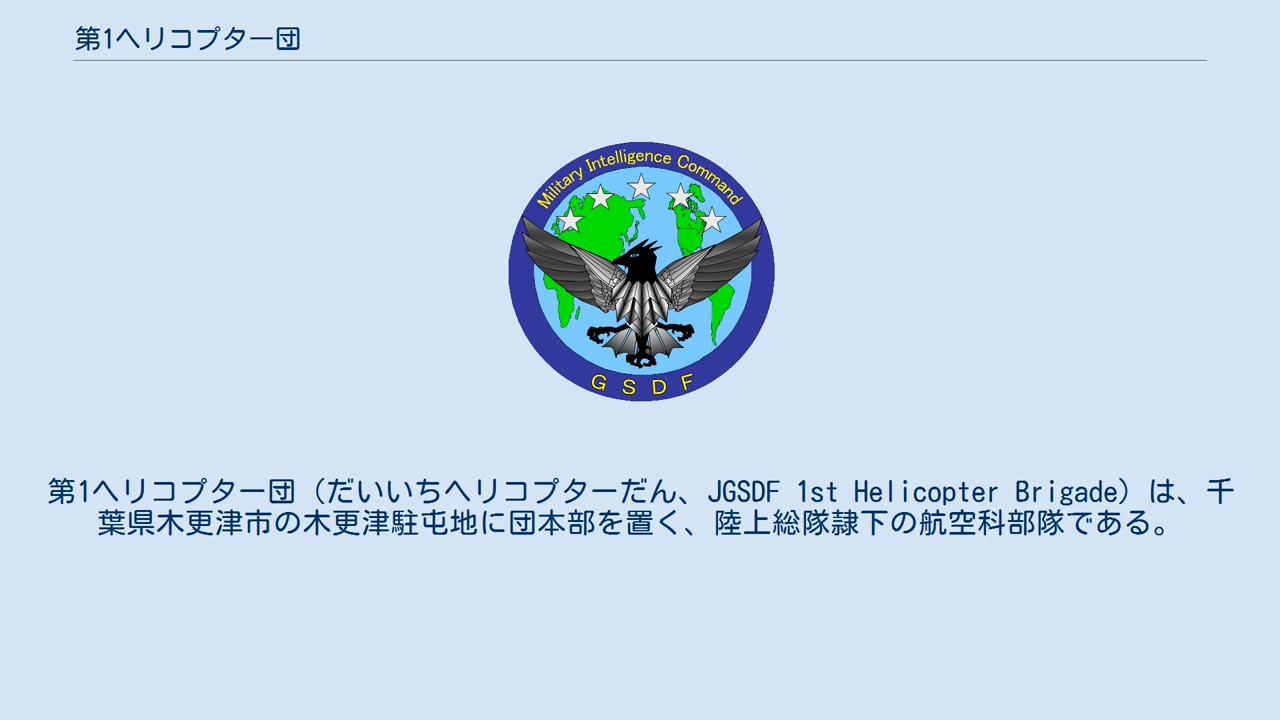 第1ヘリコプター団
Military Intelligence Command
GSDF
第1ヘリコプター団（だいいちヘリコプターだん、JGSDF 1st Helicopter Brigade）は、千
葉県木更津市の木更津駐屯地に団本部を置く、陸上総隊隷下の航空科部隊である。